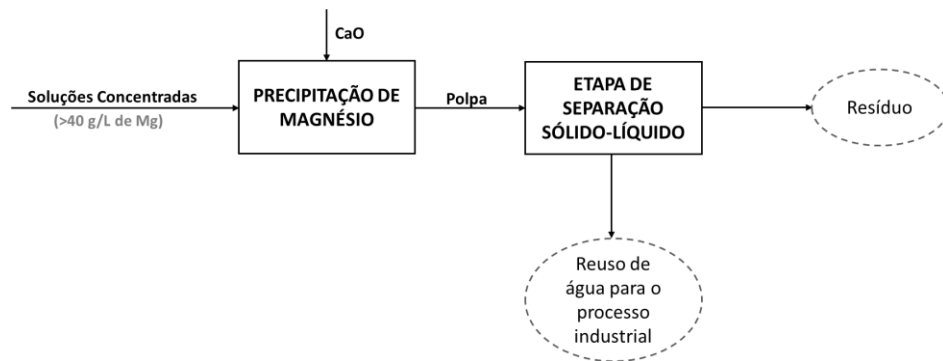 CaO
Soluções Concentradas
(>40 g/L de Mg)
PRECIPITAÇÃO DE
MAGNÉSIO
Polpa
ETAPA DE
SEPARAÇÃO
SÓLIDO-LÍQUIDO
Resíduo
Reuso de
água para o
processo
industrial